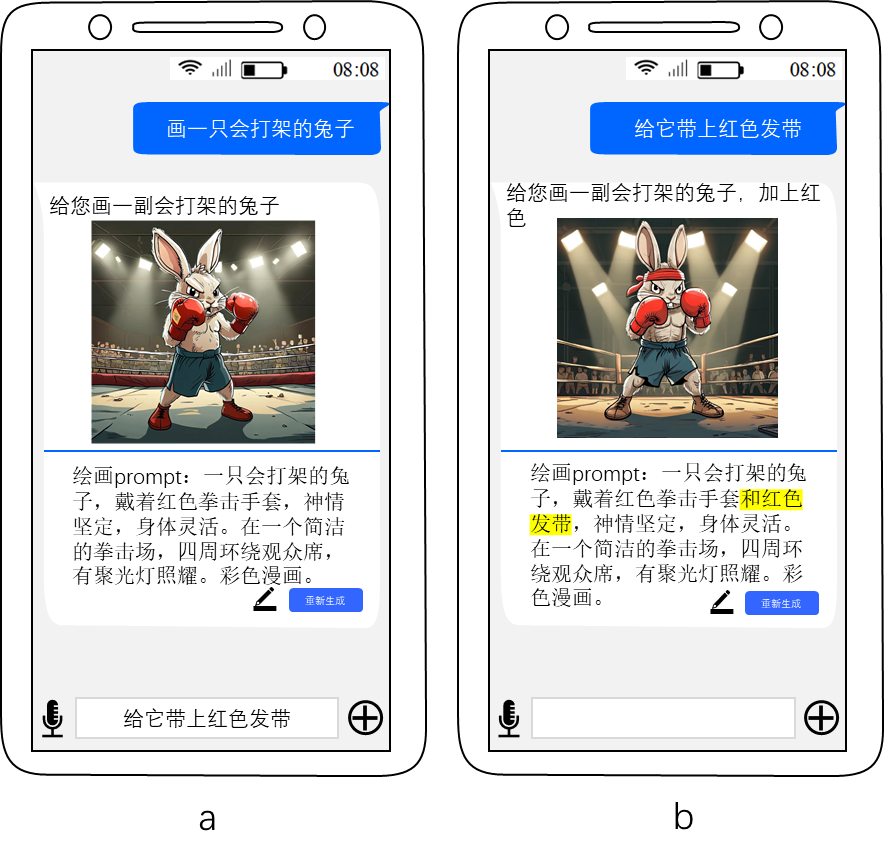 08:08
画一只会打架的兔子
给您画一副会打架的兔子
绘画prompt：一只会打架的兔
子，戴着红色拳击手套，神情
坚定，身体灵活。在一个简洁
的拳击场，四周环绕观众席，
有聚光灯照耀。彩色漫画。
重新生成
给它带上红色发带
a
08:08
给它带上红色发带
给您画一副会打架的兔子，加上红
色
绘画prompt：一只会打架的兔
子，戴着红色拳击手套和红色
发带，神情坚定，身体灵活。
在一个简洁的拳击场，四周环
绕观众席，有聚光灯照耀。彩
色漫画。
重新生成
b